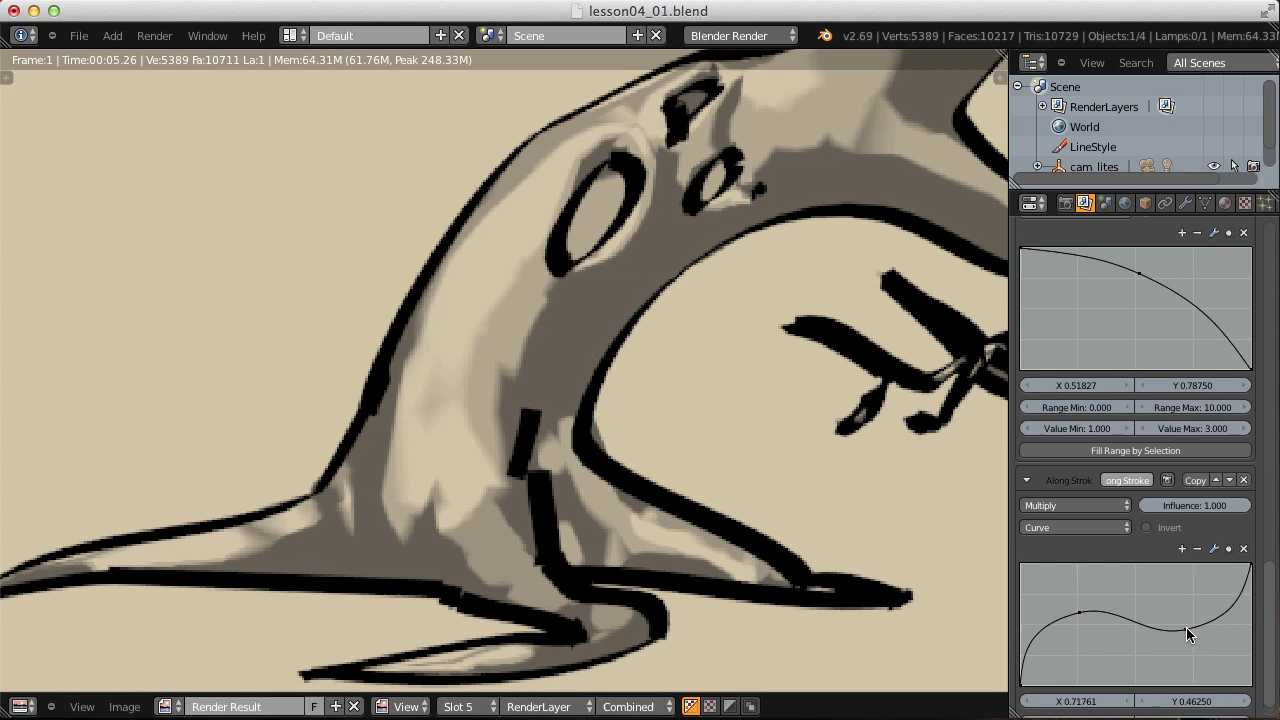 lesson04_01.blend
File Add Render Window Help Default Scene Blender Render v2.69 | Verts:5389 | Faces:10217 | Tris:10729 | Objects:1/4 | Lamps:0/1 | Mem:64.33
Frame:1 | Time:00:05.26 | Ve:5389 Fa:10711 La:1 | Mem:64.31M (61.76M, Peak 248.33M)
View Search All Scenes
Scene
RenderLayers |
World
LineStyle
cam_lites
X 0.51827 Y 0.78750
Range Min: 0.000 Range Max: 10.000
Value Min: 1.000 Value Max: 3.000
Fill Range by Selection
Along Strok ong Stroke Copy
Multiply Influence: 1.000
Curve Invert
X 0.71761 Y 0.46250
View Image Render Result F View Slot 5 RenderLayer Combined